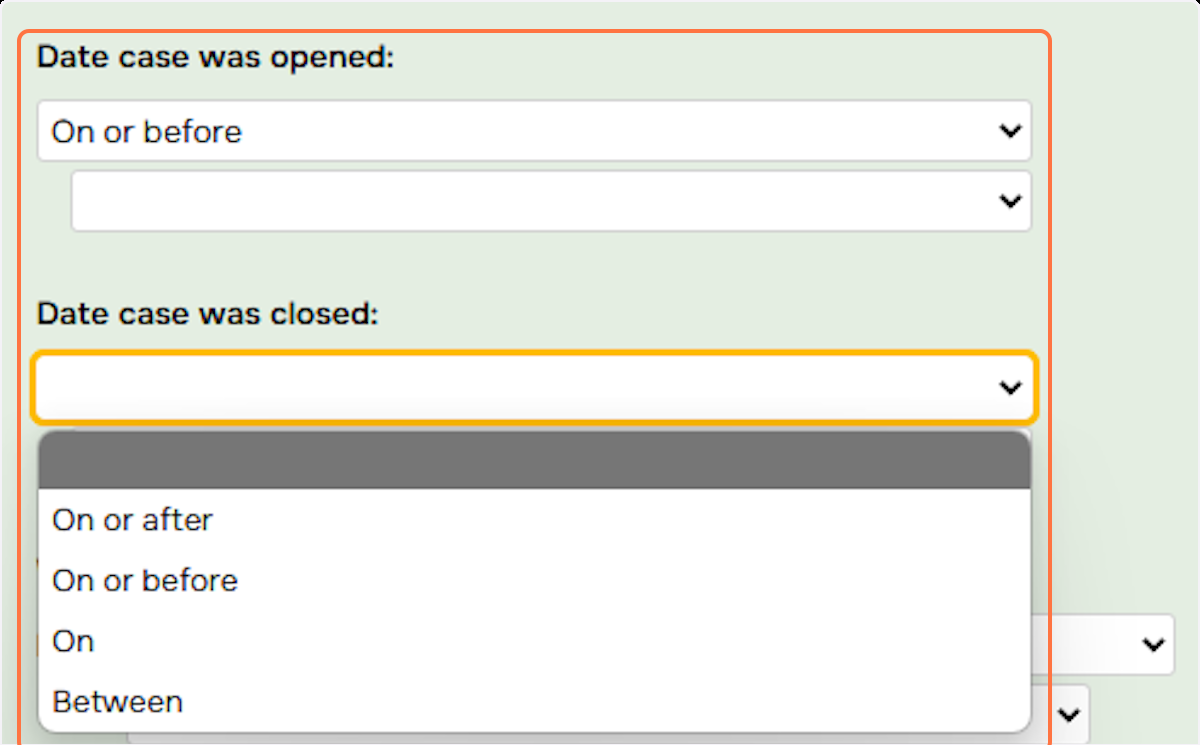 Date case was opened:
On or before
Date case was closed:
On or after
On or before
On
Between